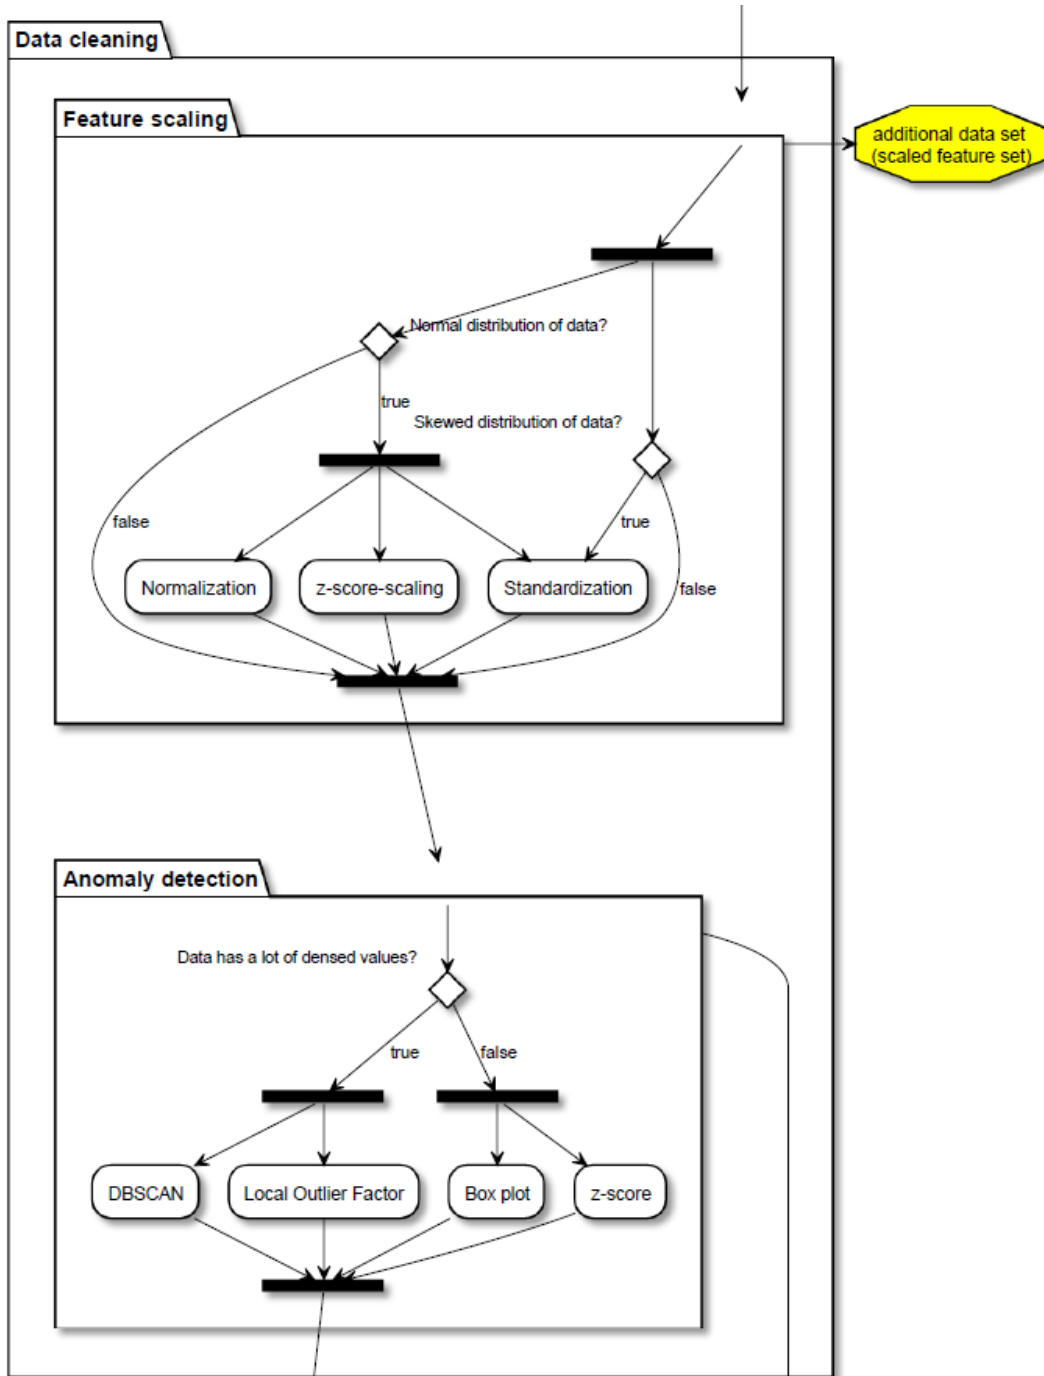 Data cleaning
Feature scaling
additional data set
(scaled feature set)
Normal distribution of data?
true
Skewed distribution of data?
false
true
Normalization
z-score-scaling
Standardization
false
Anomaly detection
Data has a lot of densed values?
true
false
DBSCAN
Local Outlier Factor
Box plot
z-score